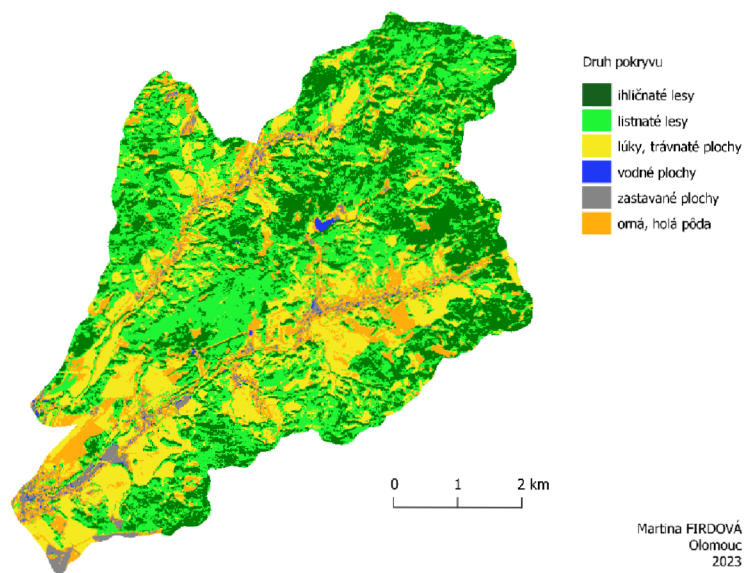 Druh pokryvu
ihličnaté lesy
listnaté lesy
lúky, trávnaté plochy
vodné plochy
zastavané plochy
orná, holá pôda
0 1 2 km
Martina FIRDOVÁ
Olomouc
2023